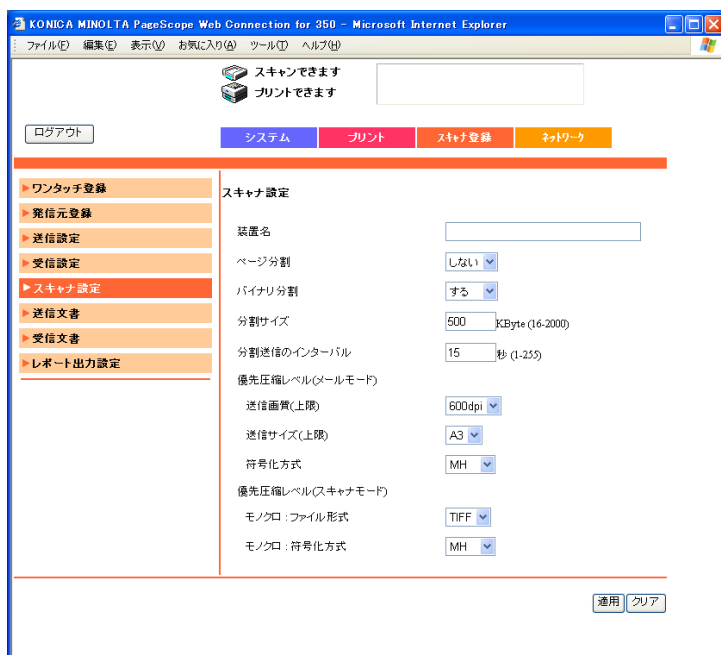 KONICA MINOLTA PageScope Web Connection for 350 - Microsoft Internet Explorer
ファイル(F) 編集(E) 表示(V) お気に入り(A) ツール(T) ヘルプ(H)
スキャンできます
プリントできます
ログアウト
システム プリント スキャナ登録 ネットワーク
ワンタッチ登録
発信元登録
送信設定
受信設定
スキャナ設定
送信文書
受信文書
レポート出力設定
スキャナ設定
装置名
ページ分割 しない
バイナリ分割 する
分割サイズ 500 KByte (16-2000)
分割送信のインターバル 15 秒 (1-255)
優先圧縮レベル(メールモード)
送信画質(上限) 600dpi
送信サイズ(上限) A3
符号化方式 MH
優先圧縮レベル(スキャナモード)
モノクロ : ファイル形式 TIFF
モノクロ : 符号化方式 MH
適用 クリア